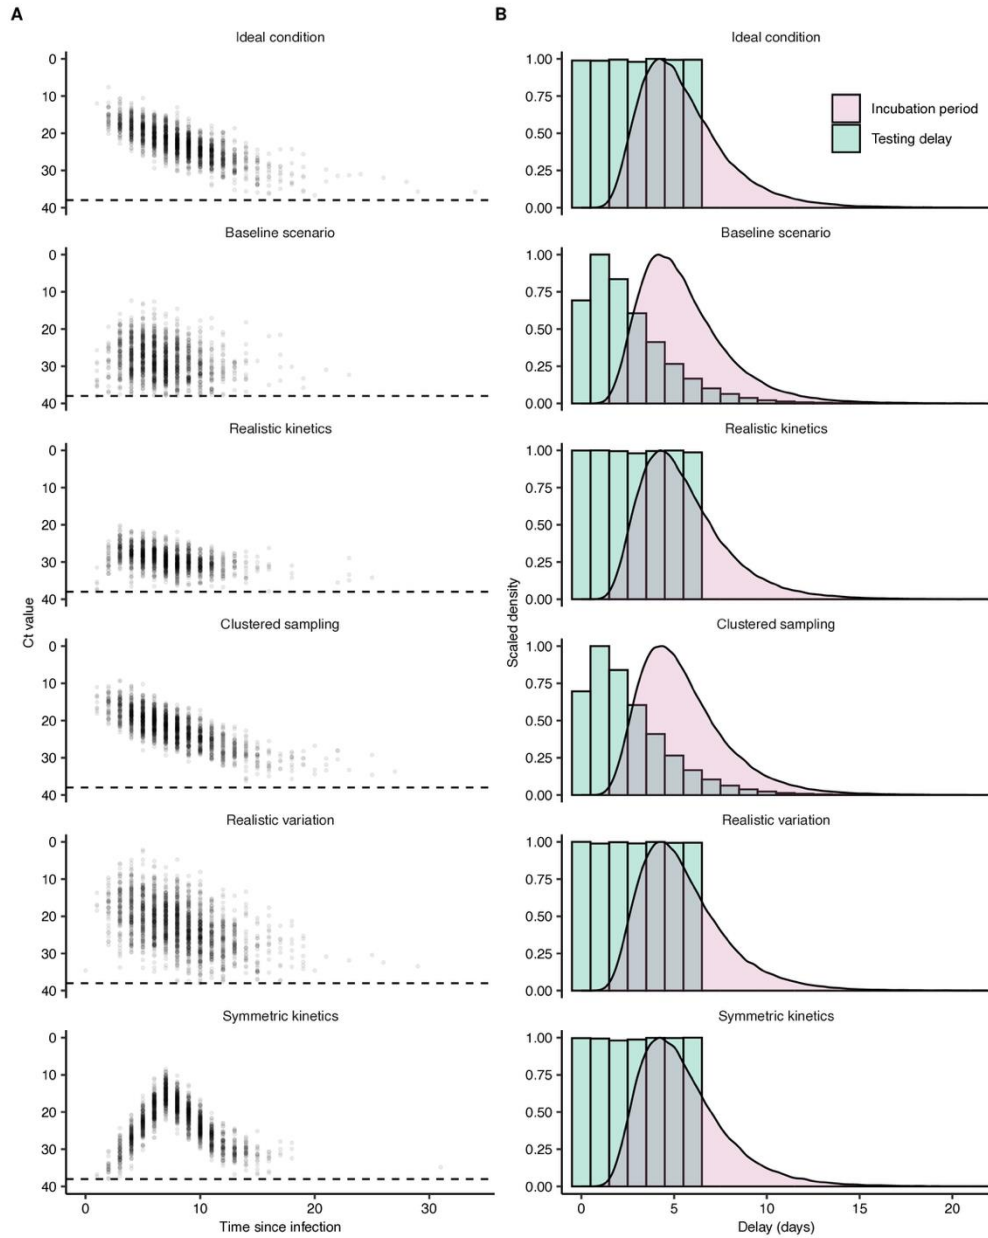 A
Ideal condition
0
10
20
30
40
Baseline scenario
0
10
20
30
40
Realistic kinetics
0
10
20
30
40
Clustered sampling
0
10
20
30
40
Realistic variation
0
10
20
30
40
Symmetric kinetics
0
10
20
30
40
0 10 20 30
Time since infection
Ct value
B
Ideal condition
1.00
0.75
0.50
0.25
0.00
Incubation period
Testing delay
Baseline scenario
1.00
0.75
0.50
0.25
0.00
Realistic kinetics
1.00
0.75
0.50
0.25
0.00
Clustered sampling
1.00
0.75
0.50
0.25
0.00
Realistic variation
1.00
0.75
0.50
0.25
0.00
Symmetric kinetics
1.00
0.75
0.50
0.25
0.00
0 5 10 15 20
Delay (days)
Scaled density